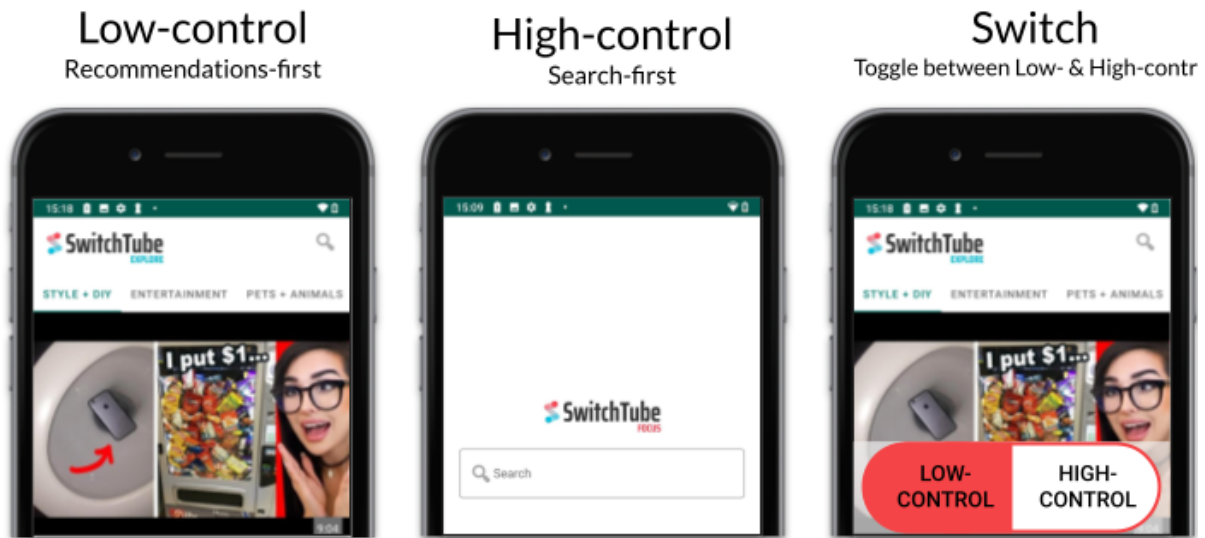 Low-control
Recommendations-first
15:18
SwitchTube
EXPLORE
STYLE + DIY ENTERTAINMENT PETS + ANIMALS
I put $1...
9:04
High-control
Search-first
15:09
SwitchTube
FOCUS
Search
Switch
Toggle between Low- & High-contr
15:18
SwitchTube
EXPLORE
STYLE + DIY ENTERTAINMENT PETS + ANIMALS
I put $1...
LOW-
CONTROL
HIGH-
CONTROL